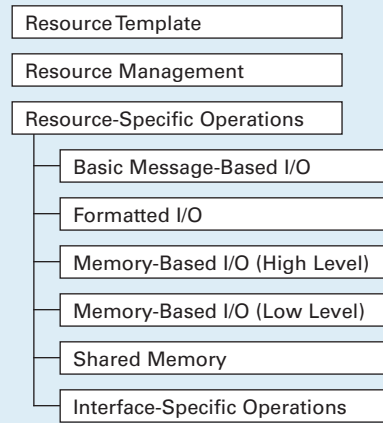 Resource Template
Resource Management
Resource-Specific Operations
Basic Message-Based I/O
Formatted I/O
Memory-Based I/O (High Level)
Memory-Based I/O (Low Level)
Shared Memory
Interface-Specific Operations